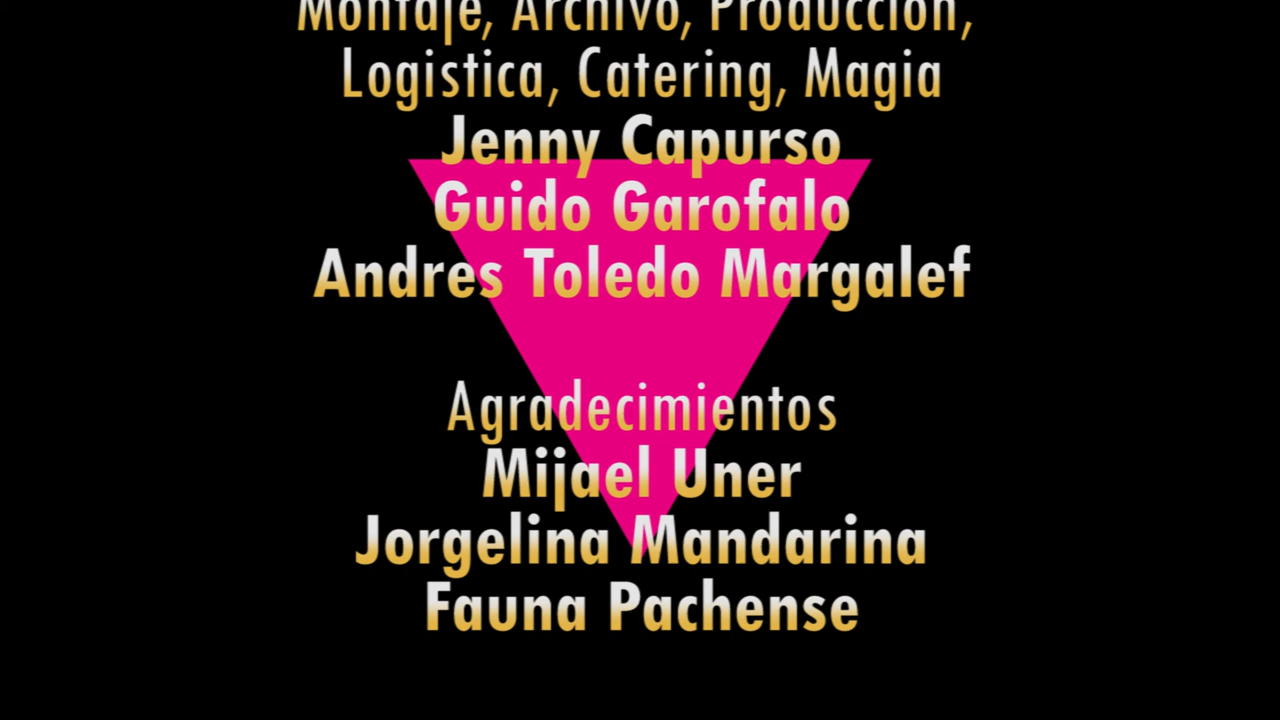 Montaje, Archivo, Producción,
Logistica, Catering, Magia
Jenny Capurso
Guido Garofalo
Andres Toledo Margalef
Agradecimientos
Mijael Uner
Jorgelina Mandarina
Fauna Pachense